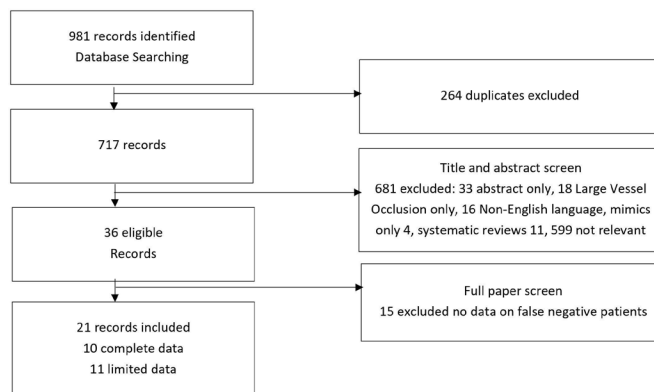 981 records identified
Database Searching
264 duplicates excluded
717 records
Title and abstract screen
681 excluded: 33 abstract only, 18 Large Vessel
Occlusion only, 16 Non-English language, mimics
only 4, systematic reviews 11, 599 not relevant
36 eligible
Records
Full paper screen
15 excluded no data on false negative patients
21 records included
10 complete data
11 limited data